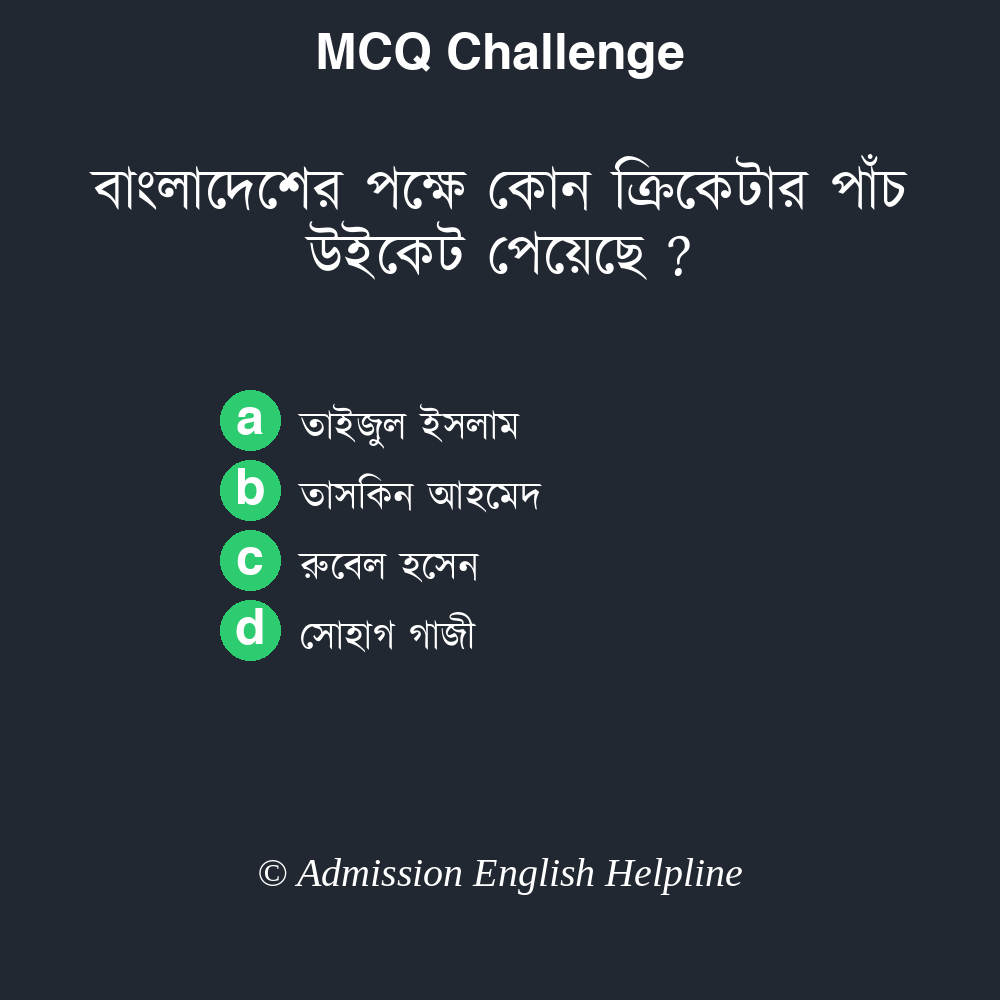 MCQ Challenge
বাংলাদেশের পক্ষে কোন ক্রিকেটার পাঁচ
উইকেট পেয়েছে ?
a তাইজুল ইসলাম
b তাসকিন আহমেদ
c রুবেল হসেন
d সোহাগ গাজী
© Admission English Helpline